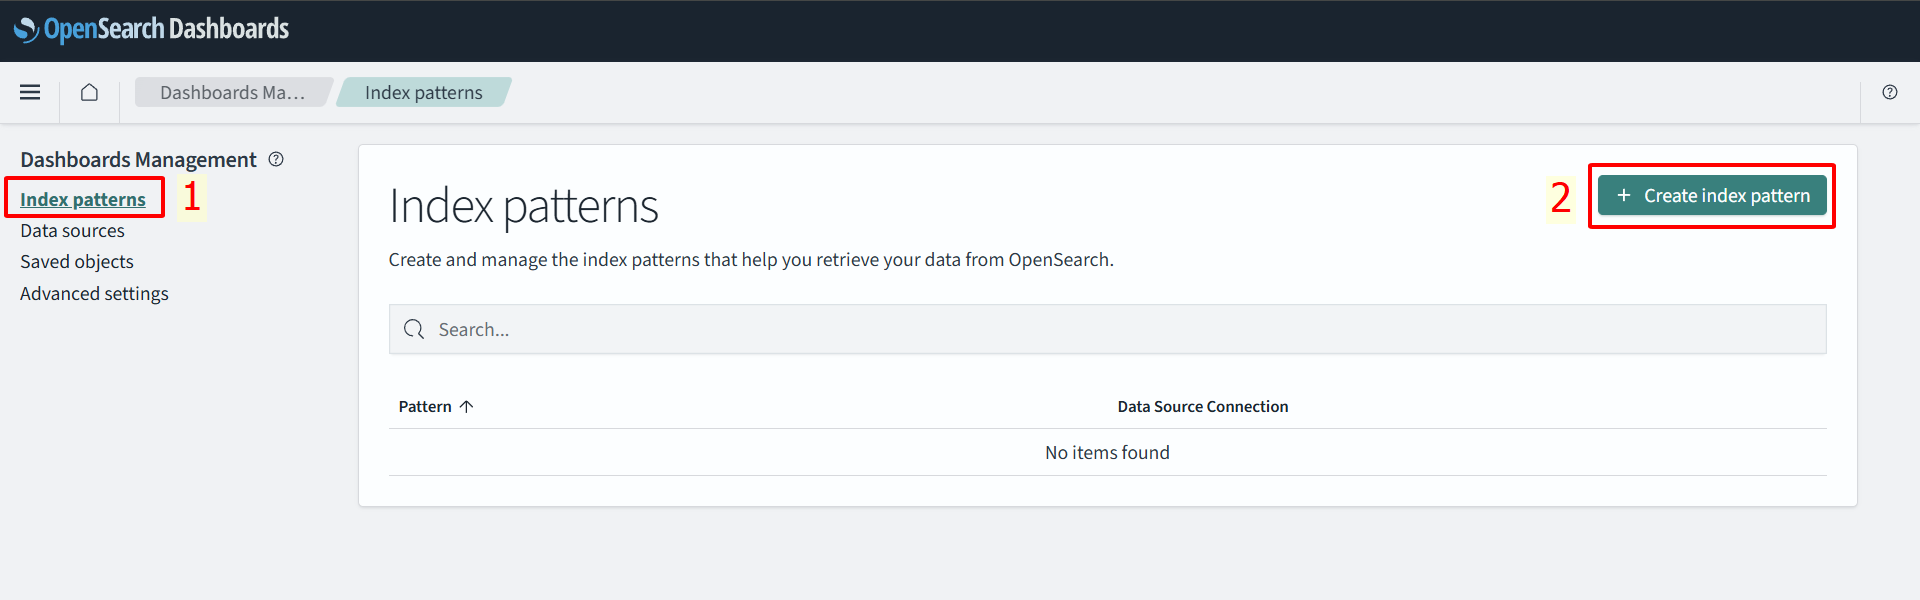 OpenSearch Dashboards
Dashboards Ma...
Index patterns
Dashboards Management
Index patterns
1
Data sources
Saved objects
Advanced settings
Index patterns
2
Create index pattern
Create and manage the index patterns that help you retrieve your data from OpenSearch.
Search...
Pattern
Data Source Connection
No items found